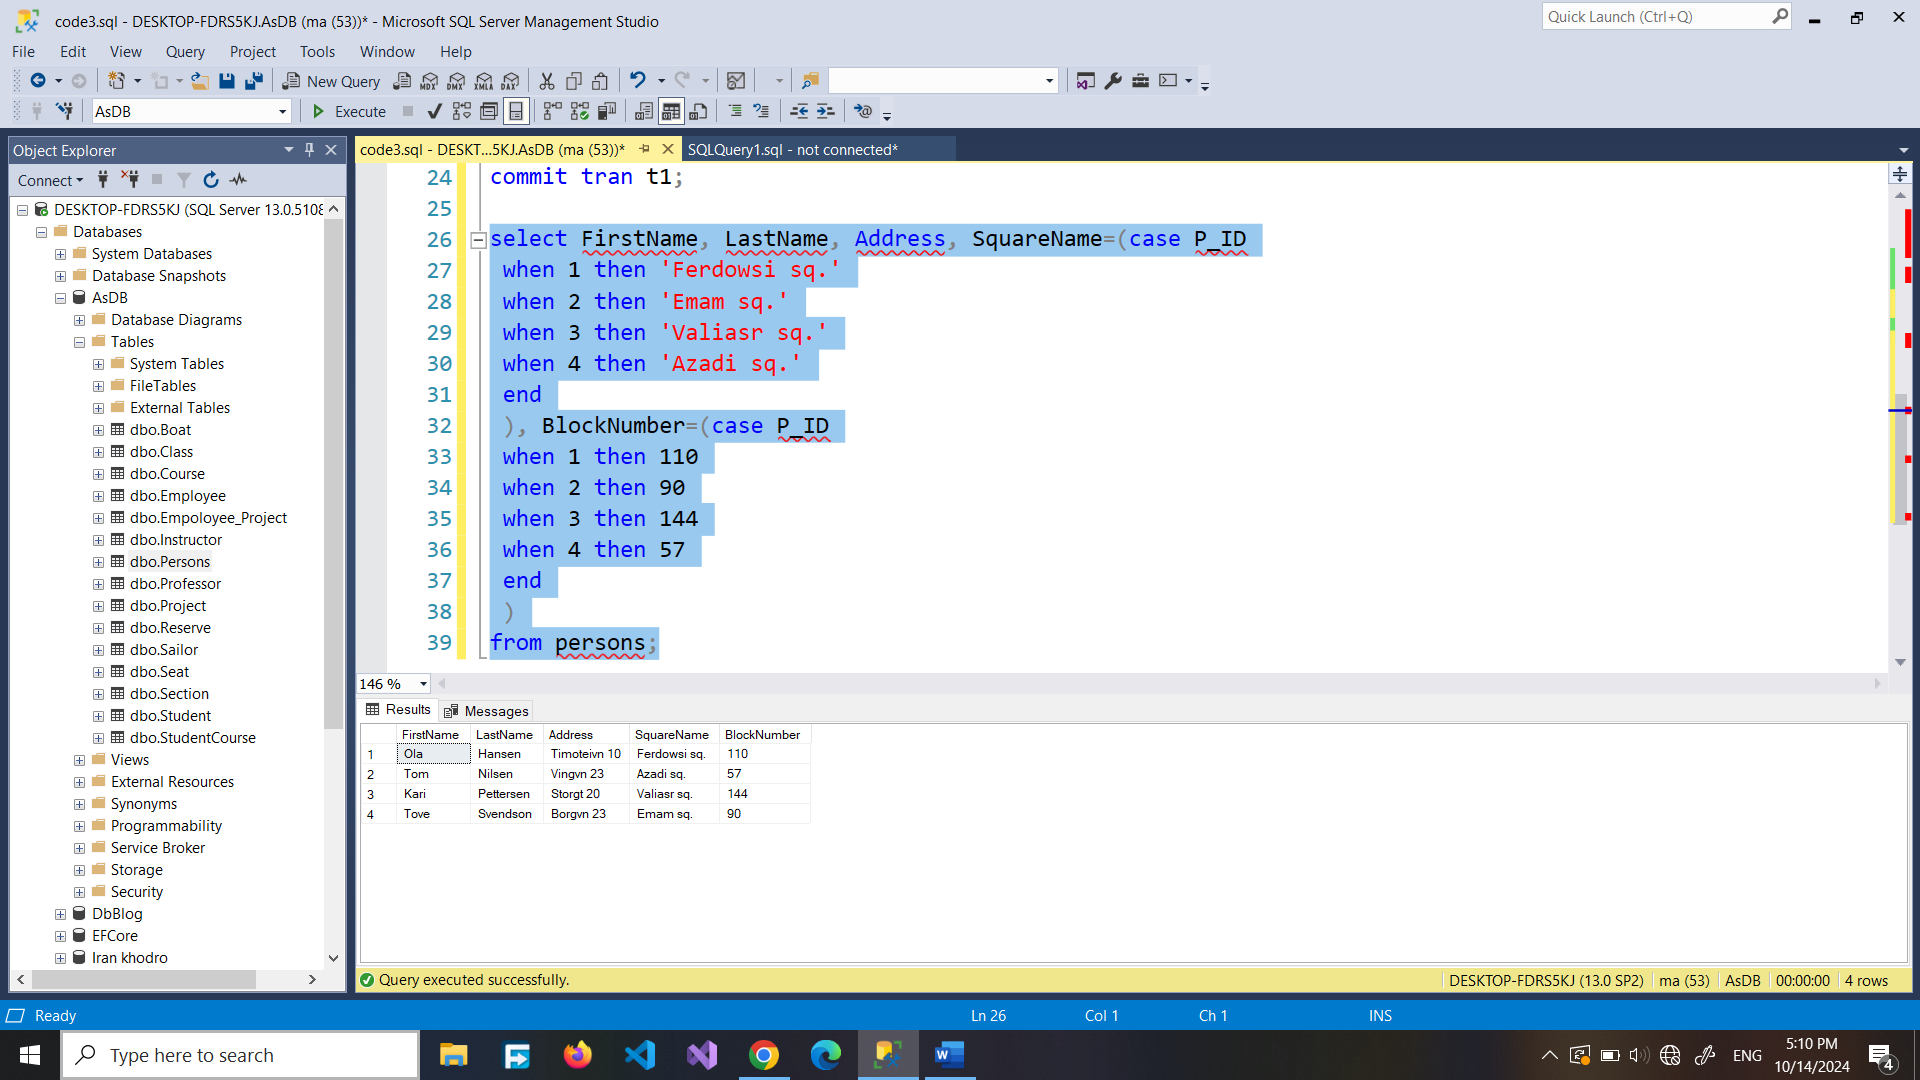 code3.sql - DESKTOP-FDRS5KJ.AsDB (ma (53))* - Microsoft SQL Server Management Studio
Quick Launch (Ctrl+Q)
File Edit View Query Project Tools Window Help
New Query MDX DMX XMLA DAX
AsDB Execute
Object Explorer
Connect
DESKTOP-FDRS5KJ (SQL Server 13.0.5108
Databases
System Databases
Database Snapshots
AsDB
Database Diagrams
Tables
System Tables
FileTables
External Tables
dbo.Boat
dbo.Class
dbo.Course
dbo.Employee
dbo.Empoloyee_Project
dbo.Instructor
dbo.Persons
dbo.Professor
dbo.Project
dbo.Reserve
dbo.Sailor
dbo.Seat
dbo.Section
dbo.Student
dbo.StudentCourse
Views
External Resources
Synonyms
Programmability
Service Broker
Storage
Security
DbBlog
EFCore
Iran khodro
code3.sql - DESKT...5KJ.AsDB (ma (53))* SQLQuery1.sql - not connected*
24 commit tran t1;
25
26 select FirstName, LastName, Address, SquareName=(case P_ID
27 when 1 then 'Ferdowsi sq.'
28 when 2 then 'Emam sq.'
29 when 3 then 'Valiasr sq.'
30 when 4 then 'Azadi sq.'
31 end
32 ), BlockNumber=(case P_ID
33 when 1 then 110
34 when 2 then 90
35 when 3 then 144
36 when 4 then 57
37 end
38 )
39 from persons;
146 %
Results Messages
FirstName LastName Address SquareName BlockNumber
1 Ola Hansen Timoteivn 10 Ferdowsi sq. 110
2 Tom Nilsen Vingvn 23 Azadi sq. 57
3 Kari Pettersen Storgt 20 Valiasr sq. 144
4 Tove Svendson Borgvn 23 Emam sq. 90
Query executed successfully. DESKTOP-FDRS5KJ (13.0 SP2) ma (53) AsDB 00:00:00 4 rows
Ready Ln 26 Col 1 Ch 1 INS
Type here to search
ENG
5:10 PM
10/14/2024
4